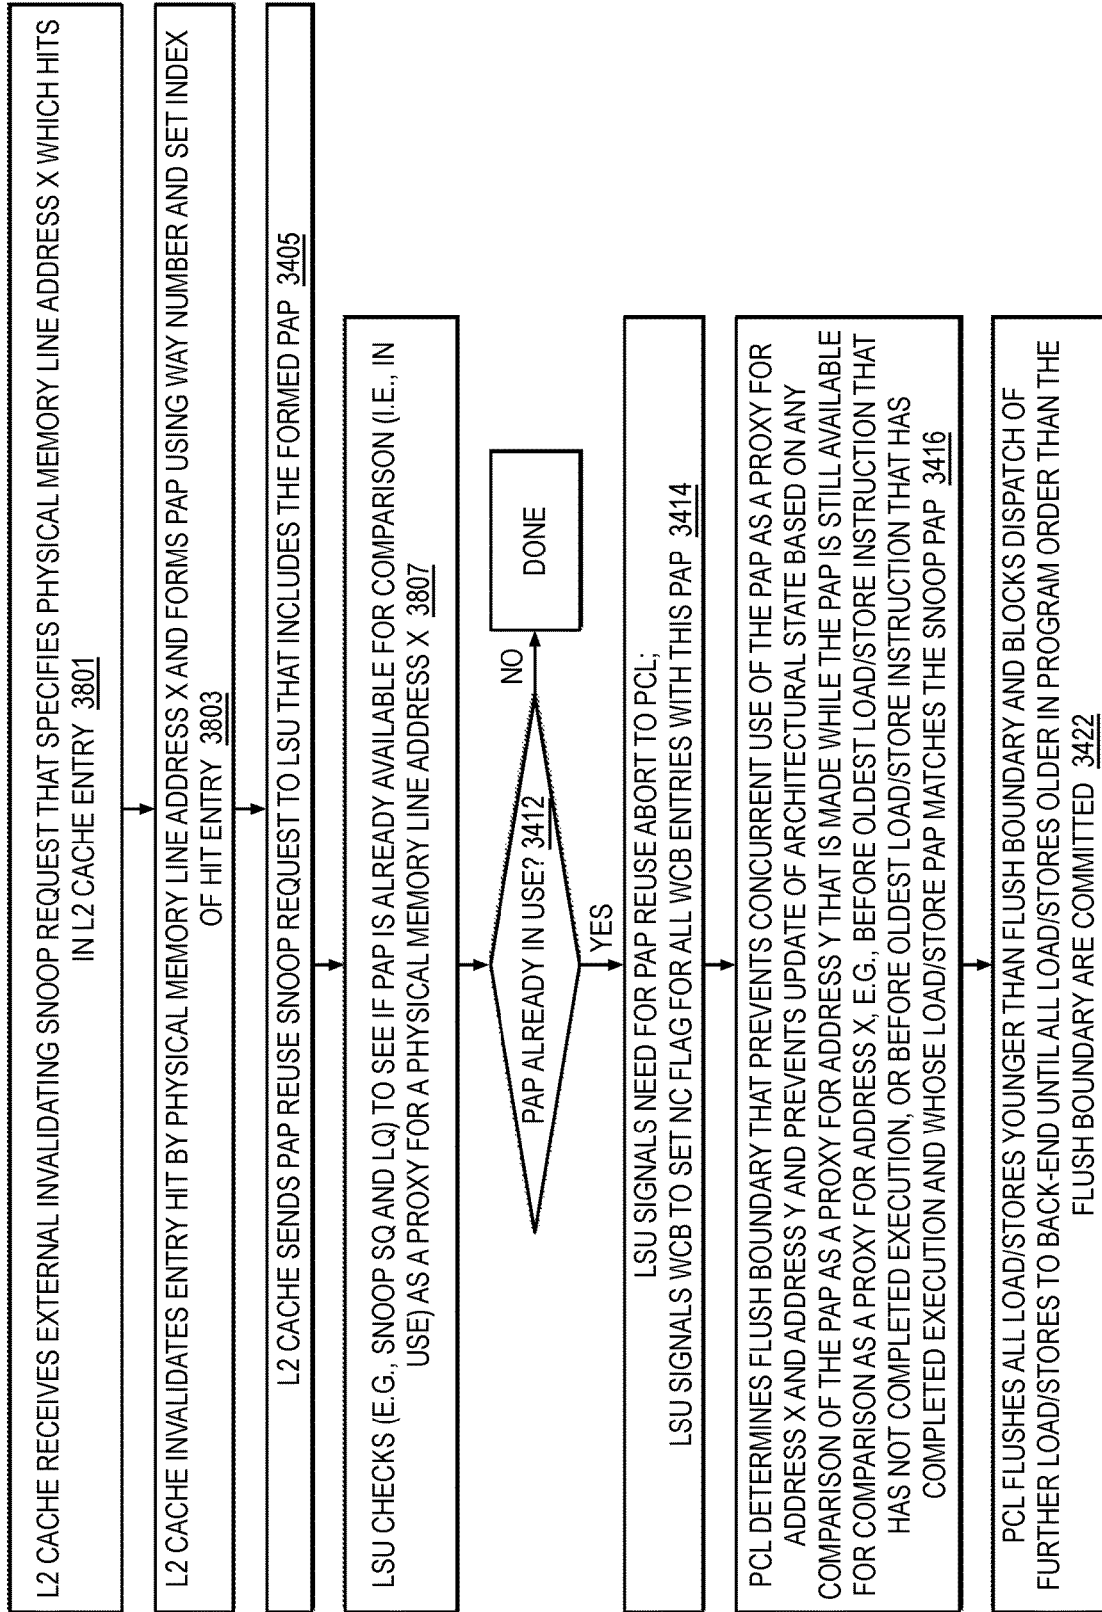 L2 CACHE RECEIVES EXTERNAL INVALIDATING SNOOP REQUEST THAT SPECIFIES PHYSICAL MEMORY LINE ADDRESS X WHICH HITS
IN L2 CACHE ENTRY 3801
L2 CACHE INVALIDATES ENTRY HIT BY PHYSICAL MEMORY LINE ADDRESS X AND FORMS PAP USING WAY NUMBER AND SET INDEX
OF HIT ENTRY 3803
L2 CACHE SENDS PAP REUSE SNOOP REQUEST TO LSU THAT INCLUDES THE FORMED PAP 3405
LSU CHECKS (E.G., SNOOP SQ AND LQ) TO SEE IF PAP IS ALREADY AVAILABLE FOR COMPARISON (I.E., IN
USE) AS A PROXY FOR A PHYSICAL MEMORY LINE ADDRESS X 3807
PAP ALREADY IN USE? 3412
NO
DONE
YES
LSU SIGNALS NEED FOR PAP REUSE ABORT TO PCL;
LSU SIGNALS WCB TO SET NC FLAG FOR ALL WCB ENTRIES WITH THIS PAP 3414
PCL DETERMINES FLUSH BOUNDARY THAT PREVENTS CONCURRENT USE OF THE PAP AS A PROXY FOR
ADDRESS X AND ADDRESS Y AND PREVENTS UPDATE OF ARCHITECTURAL STATE BASED ON ANY
COMPARISON OF THE PAP AS A PROXY FOR ADDRESS Y THAT IS MADE WHILE THE PAP IS STILL AVAILABLE
FOR COMPARISON AS A PROXY FOR ADDRESS X, E.G., BEFORE OLDEST LOAD/STORE INSTRUCTION THAT
HAS NOT COMPLETED EXECUTION, OR BEFORE OLDEST LOAD/STORE INSTRUCTION THAT HAS
COMPLETED EXECUTION AND WHOSE LOAD/STORE PAP MATCHES THE SNOOP PAP 3416
PCL FLUSHES ALL LOAD/STORES YOUNGER THAN FLUSH BOUNDARY AND BLOCKS DISPATCH OF
FURTHER LOAD/STORES TO BACK-END UNTIL ALL LOAD/STORES OLDER IN PROGRAM ORDER THAN THE
FLUSH BOUNDARY ARE COMMITTED 3422